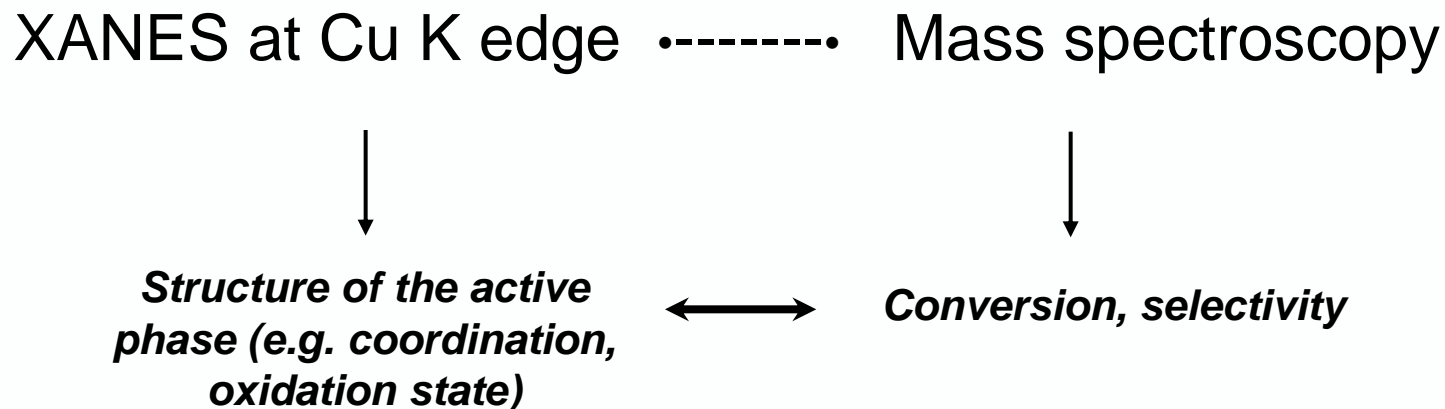 XANES at Cu K edge
Mass spectroscopy
Structure of the active
phase (e.g. coordination,
oxidation state)
Conversion, selectivity